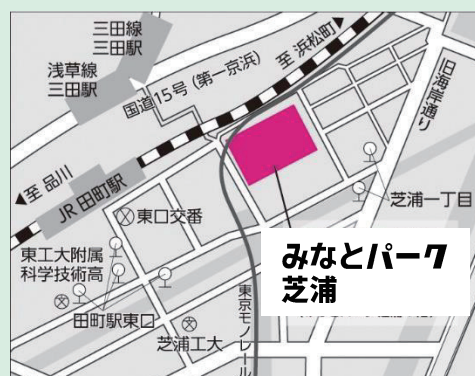 三田線
三田駅
浅草線
三田駅
国道15号(第一京浜)
至 浜松町
旧海岸通り
至 品川
JR 田町駅
東口交番
芝浦一丁目
東工大附属
科学技術高
みなとパーク
芝浦
田町駅東口
芝浦工大
東京モノレール